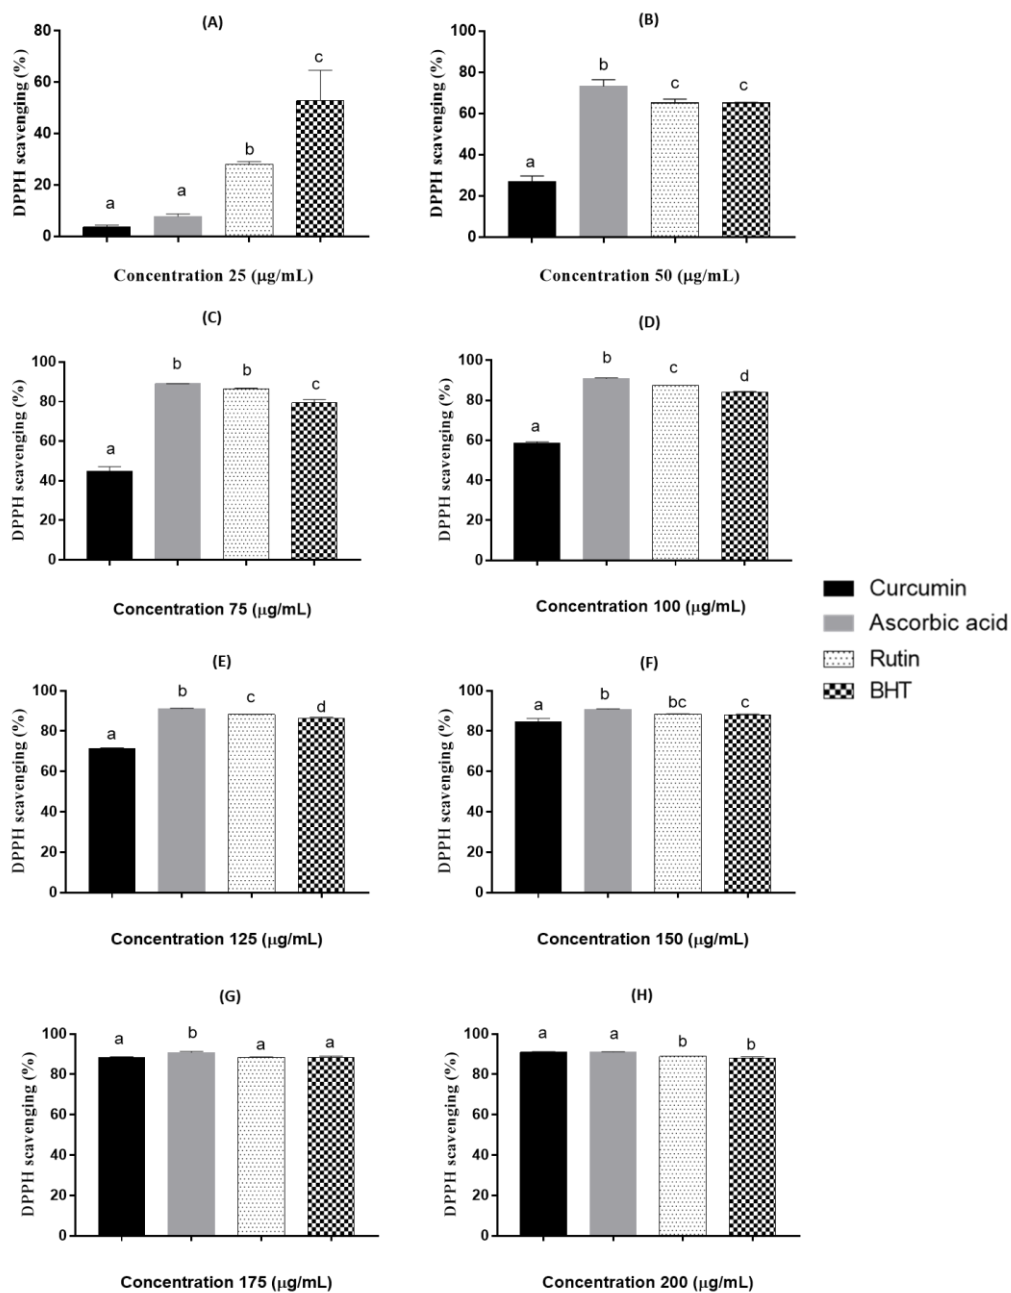 (A)
DPPH scavenging (%)
80
60
40
20
0
a
a
b
c
Concentration 25 (µg/mL)
(B)
DPPH scavenging (%)
100
80
60
40
20
0
a
b
c
c
Concentration 50 (µg/mL)
(C)
DPPH scavenging (%)
100
80
60
40
20
0
a
b
b
c
Concentration 75 (µg/mL)
(D)
DPPH scavenging (%)
100
80
60
40
20
0
a
b
c
d
Concentration 100 (µg/mL)
Curcumin
Ascorbic acid
Rutin
BHT
(E)
DPPH scavenging (%)
100
80
60
40
20
0
a
b
c
d
Concentration 125 (µg/mL)
(F)
DPPH scavenging (%)
100
80
60
40
20
0
a
b
bc
c
Concentration 150 (µg/mL)
(G)
DPPH scavenging (%)
100
80
60
40
20
0
a
b
a
a
Concentration 175 (µg/mL)
(H)
DPPH scavenging (%)
100
80
60
40
20
0
a
a
b
b
Concentration 200 (µg/mL)